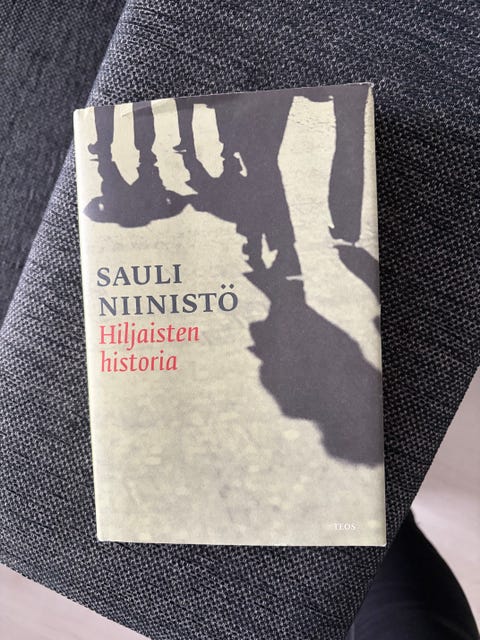 SAULI
NIINISTÖ
Hiljaisten
historia
TEOS